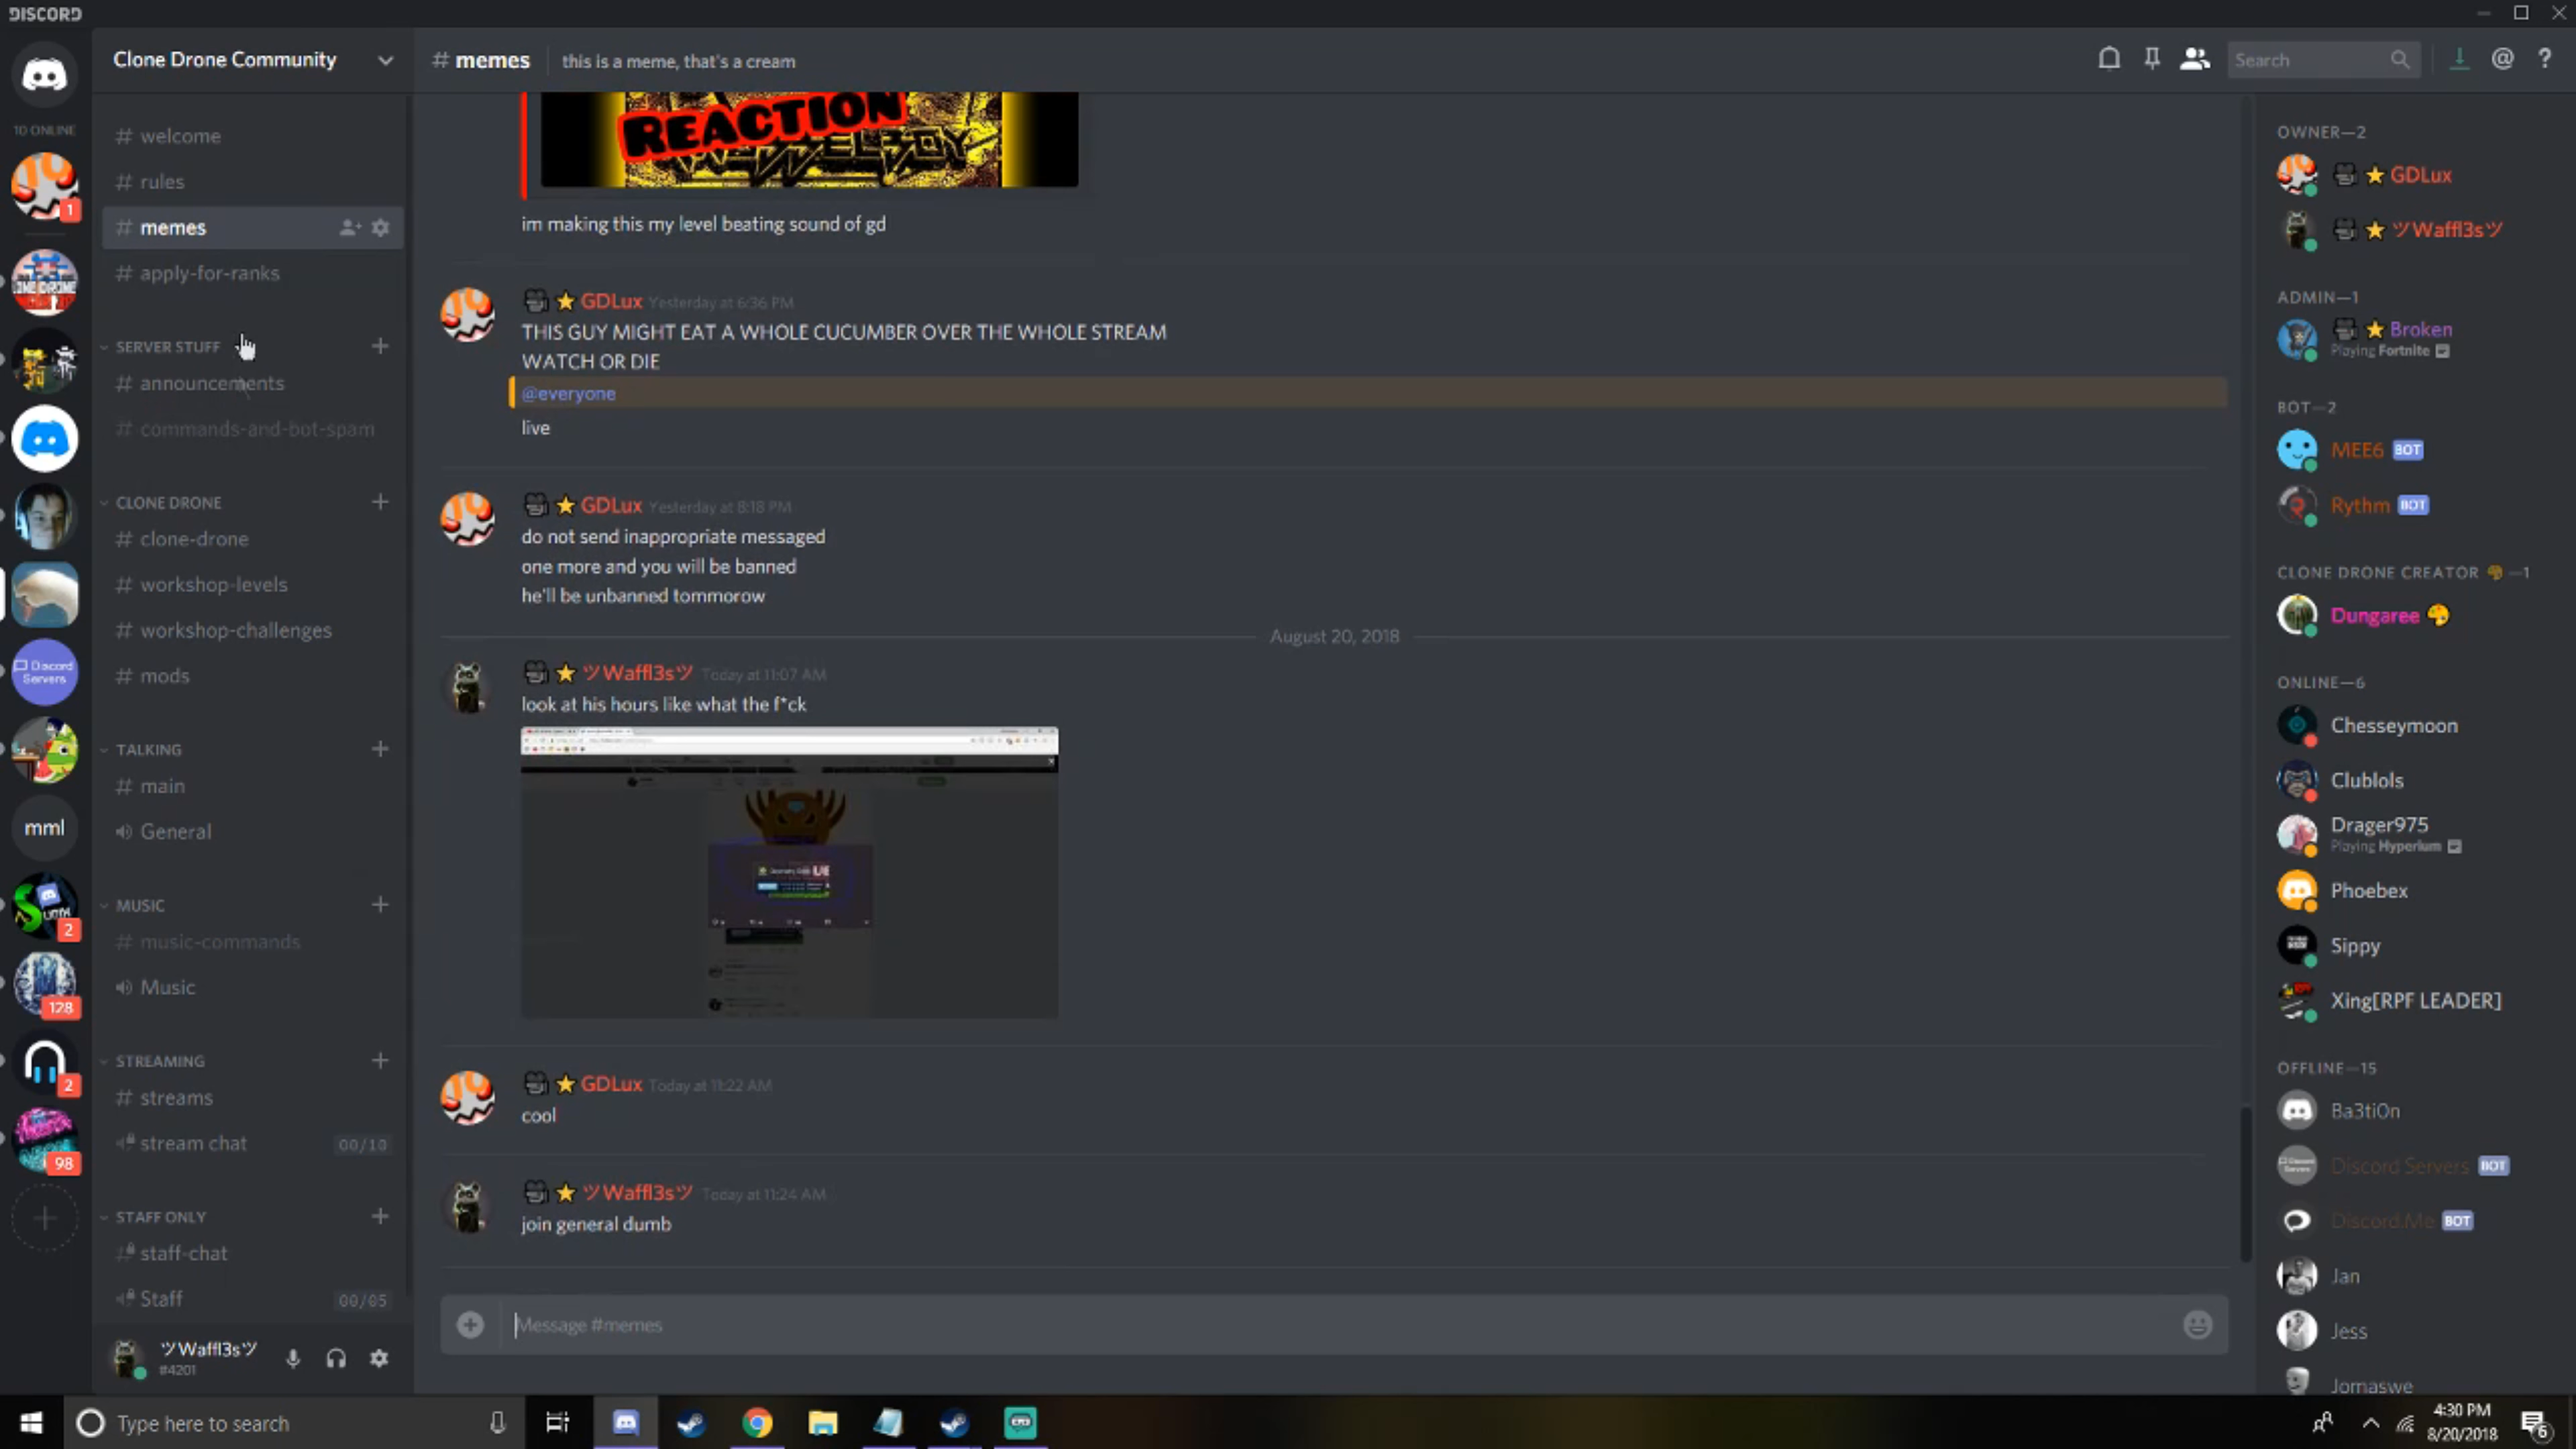 DISCORD
Clone Drone Community
# memes
this is a meme, that's a cream
Search
10 ONLINE
1
Discord Servers
mml
2
128
2
98
# welcome
# rules
# memes
# apply-for-ranks
SERVER STUFF
# announcements
# commands-and-bot-spam
CLONE DRONE
# clone-drone
# workshop-levels
# workshop-challenges
# mods
TALKING
# main
General
MUSIC
# music-commands
Music
STREAMING
# streams
stream chat 00/10
STAFF ONLY
staff-chat
Staff 00/05
ツWaffl3sツ
#4201
REACTION
im making this my level beating sound of gd
GDLux Yesterday at 6:36 PM
THIS GUY MIGHT EAT A WHOLE CUCUMBER OVER THE WHOLE STREAM
WATCH OR DIE
@everyone
live
GDLux Yesterday at 8:18 PM
do not send inappropriate messaged
one more and you will be banned
he'll be unbanned tommorow
August 20, 2018
ツWaffl3sツ Today at 11:07 AM
look at his hours like what the f*ck
GDLux Today at 11:22 AM
cool
ツWaffl3sツ Today at 11:24 AM
join general dumb
Message #memes
OWNER—2
GDLux
ツWaffl3sツ
ADMIN—1
Broken
Playing Fortnite
BOT—2
MEE6 BOT
Rythm BOT
CLONE DRONE CREATOR —1
Dungaree
ONLINE—6
Chesseymoon
Clublols
Drager975
Playing Hyperium
Phoebex
Sippy
Xing[RPF LEADER]
OFFLINE—15
Ba3ti0n
Discord Servers BOT
Discord.Me BOT
Jan
Jess
Jomaswe
Type here to search
4:30 PM
8/20/2018
6